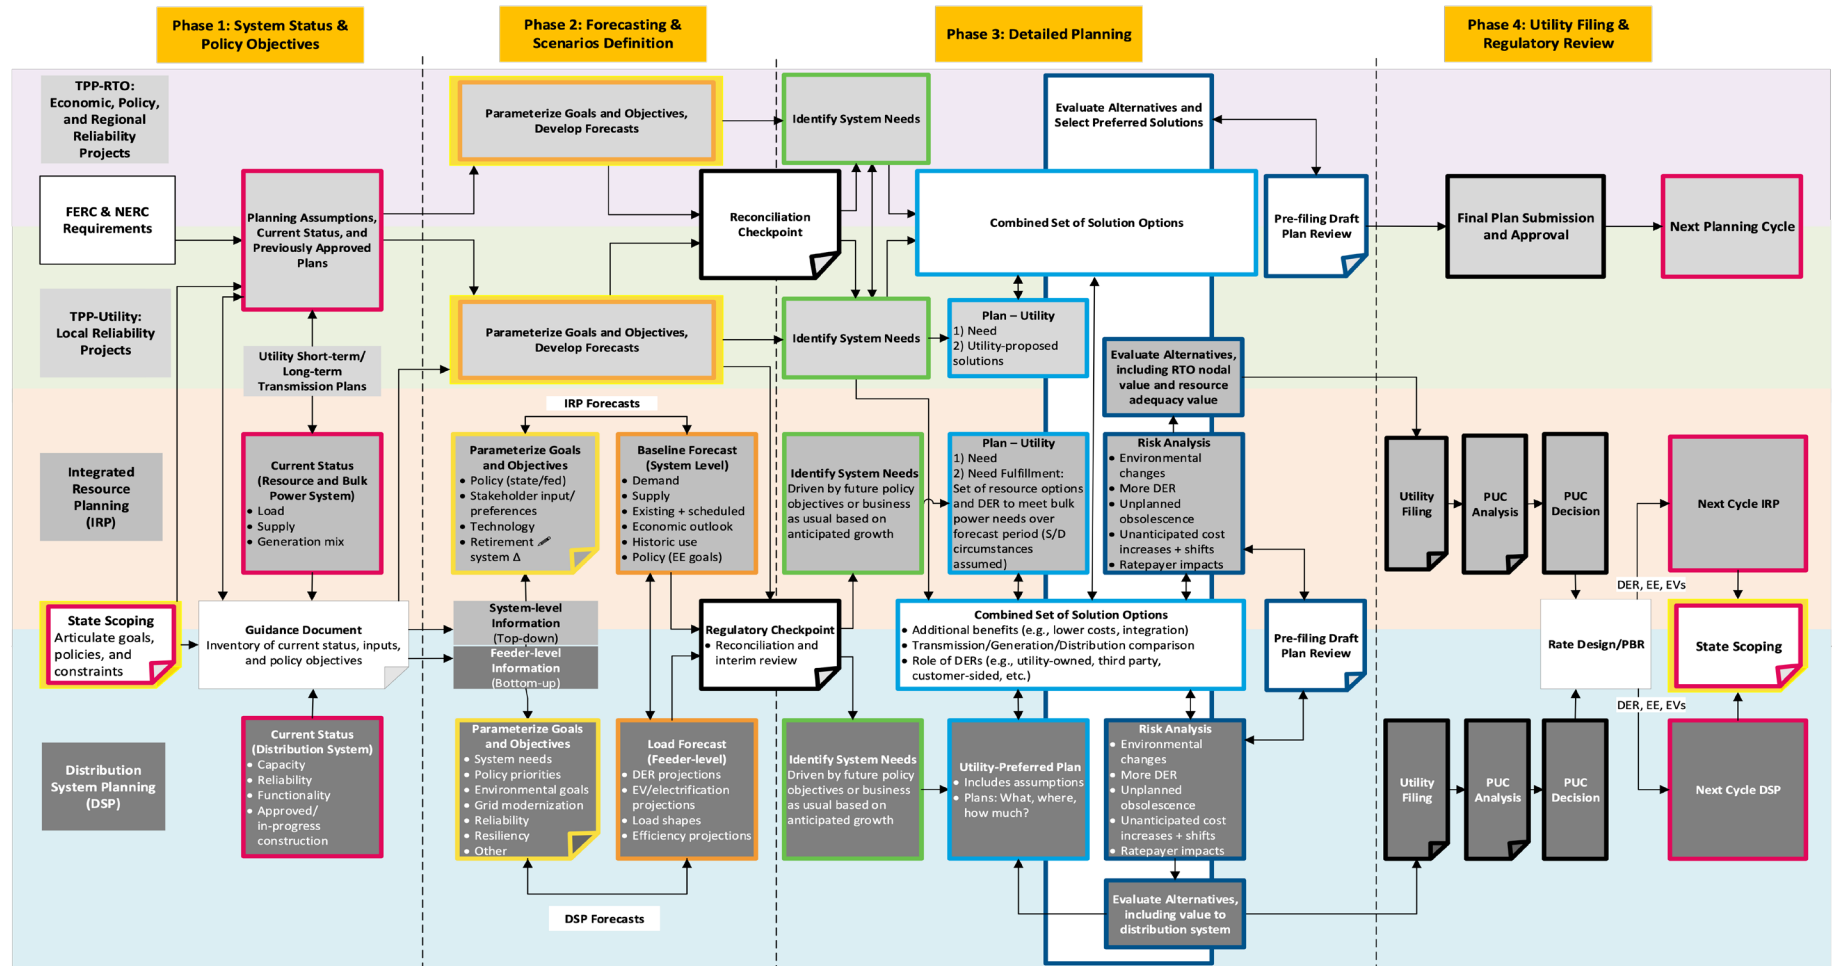 Phase 1: System Status &
Policy Objectives
Phase 2: Forecasting &
Scenarios Definition
Phase 3: Detailed Planning
Phase 4: Utility Filing &
Regulatory Review
TPP-RTO:
Economic, Policy,
and Regional
Reliability
Projects
FERC & NERC
Requirements
Planning Assumptions,
Current Status, and
Previously Approved
Plans
Parameterize Goals and Objectives,
Develop Forecasts
Reconciliation
Checkpoint
Identify System Needs
Evaluate Alternatives and
Select Preferred Solutions
Combined Set of Solution Options
Pre-filing Draft
Plan Review
Final Plan Submission
and Approval
Next Planning Cycle
TPP-Utility:
Local Reliability
Projects
Utility Short-term/
Long-term
Transmission Plans
Parameterize Goals and Objectives,
Develop Forecasts
Identify System Needs
Plan – Utility
1) Need
2) Utility-proposed
solutions
Evaluate Alternatives,
including RTO nodal
value and resource
adequacy value
Integrated
Resource
Planning
(IRP)
Current Status
(Resource and Bulk
Power System)
• Load
• Supply
• Generation mix
IRP Forecasts
Parameterize Goals
and Objectives
• Policy (state/fed)
• Stakeholder input/
preferences
• Technology
• Retirement
system Δ
Baseline Forecast
(System Level)
• Demand
• Supply
• Existing + scheduled
• Economic outlook
• Historic use
• Policy (EE goals)
Identify System Needs
Driven by future policy
objectives or business
as usual based on
anticipated growth
Plan – Utility
1) Need
2) Need Fulfillment:
Set of resource options
and DER to meet bulk
power needs over
forecast period (S/D
circumstances
assumed)
Risk Analysis
• Environmental
changes
• More DER
• Unplanned
obsolescence
• Unanticipated cost
increases + shifts
• Ratepayer impacts
Utility
Filing
PUC
Analysis
PUC
Decision
Next Cycle IRP
DER, EE, EVs
State Scoping
Articulate goals,
policies, and
constraints
Guidance Document
Inventory of current status, inputs,
and policy objectives
System-level
Information
(Top-down)
Feeder-level
Information
(Bottom-up)
Regulatory Checkpoint
• Reconciliation and
interim review
Combined Set of Solution Options
• Additional benefits (e.g., lower costs, integration)
• Transmission/Generation/Distribution comparison
• Role of DERs (e.g., utility-owned, third party,
customer-sided, etc.)
Pre-filing Draft
Plan Review
Rate Design/PBR
State Scoping
DER, EE, EVs
Distribution
System Planning
(DSP)
Current Status
(Distribution System)
• Capacity
• Reliability
• Functionality
• Approved/
in-progress
construction
Parameterize Goals
and Objectives
• System needs
• Policy priorities
• Environmental goals
• Grid modernization
• Reliability
• Resiliency
• Other
Load Forecast
(Feeder-level)
• DER projections
• EV/electrification
projections
• Load shapes
• Efficiency projections
DSP Forecasts
Identify System Needs
Driven by future policy
objectives or business
as usual based on
anticipated growth
Utility-Preferred Plan
• Includes assumptions
• Plans: What, where,
how much?
Risk Analysis
• Environmental
changes
• More DER
• Unplanned
obsolescence
• Unanticipated cost
increases + shifts
• Ratepayer impacts
Evaluate Alternatives,
including value to
distribution system
Utility
Filing
PUC
Analysis
PUC
Decision
Next Cycle DSP